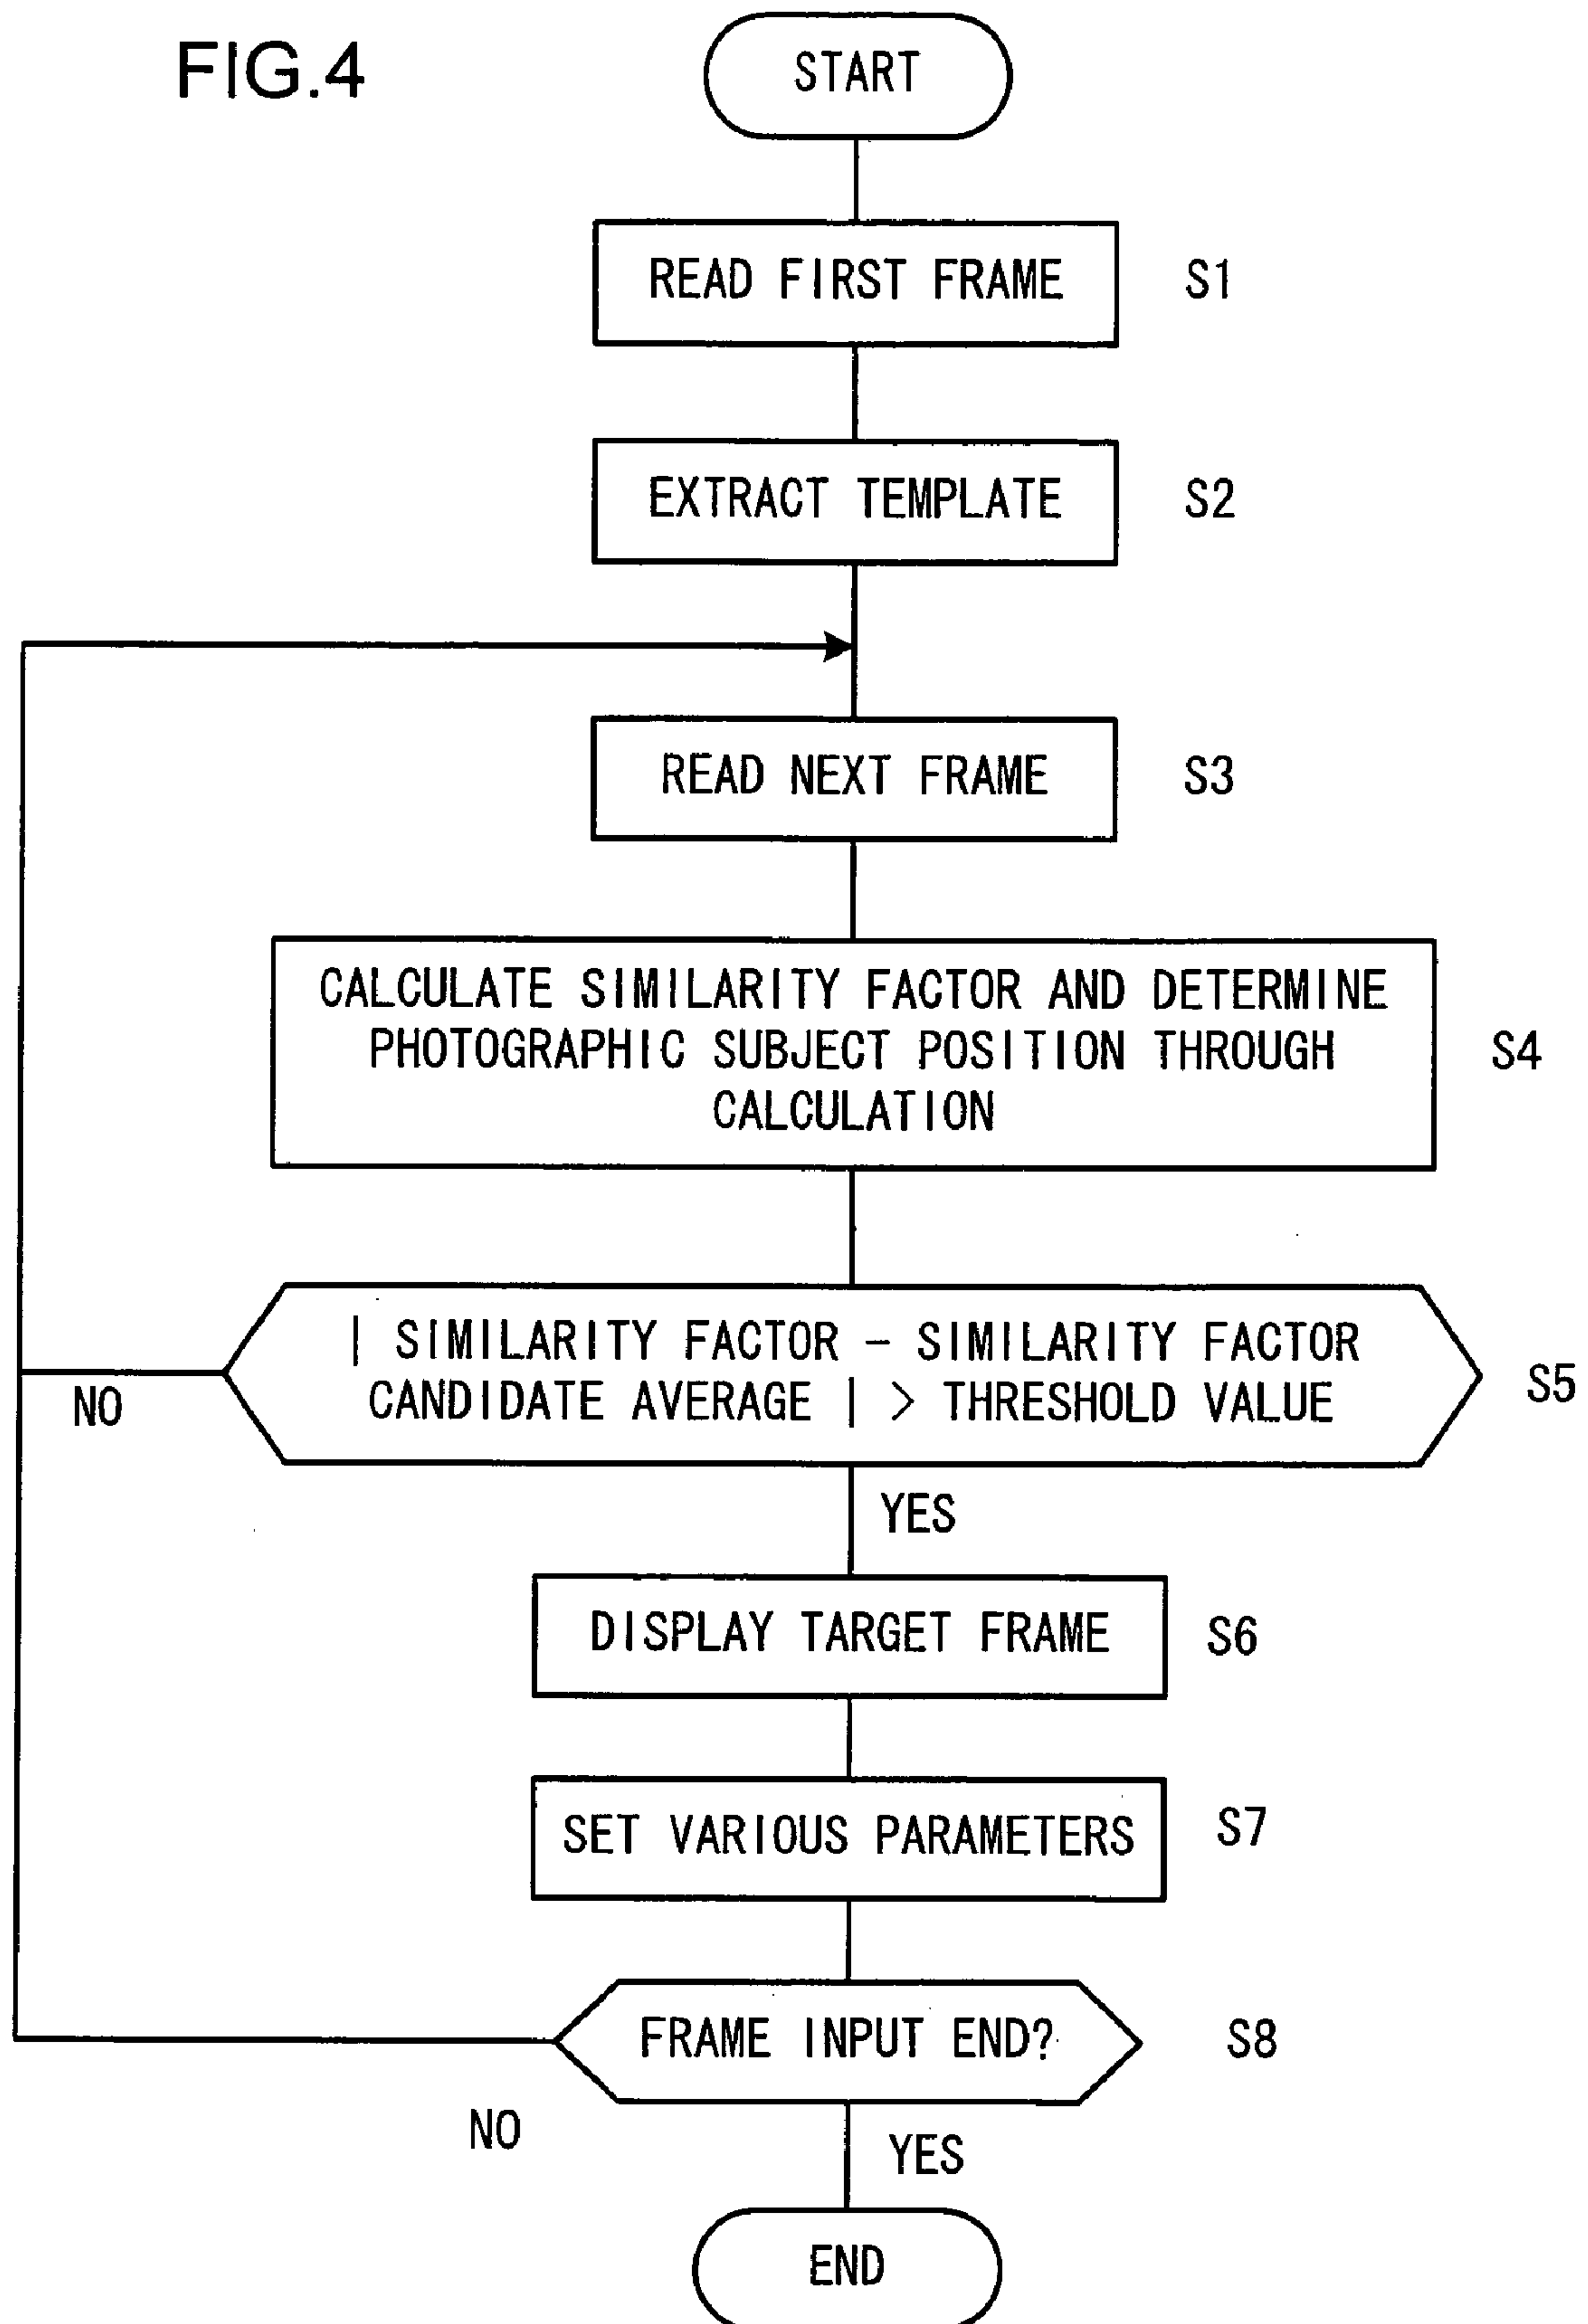 FIG.4
START
READ FIRST FRAME
S1
EXTRACT TEMPLATE
S2
READ NEXT FRAME
S3
CALCULATE SIMILARITY FACTOR AND DETERMINE
PHOTOGRAPHIC SUBJECT POSITION THROUGH
CALCULATION
S4
| SIMILARITY FACTOR - SIMILARITY FACTOR
CANDIDATE AVERAGE | > THRESHOLD VALUE
S5
NO
YES
DISPLAY TARGET FRAME
S6
SET VARIOUS PARAMETERS
S7
FRAME INPUT END?
S8
NO
YES
END